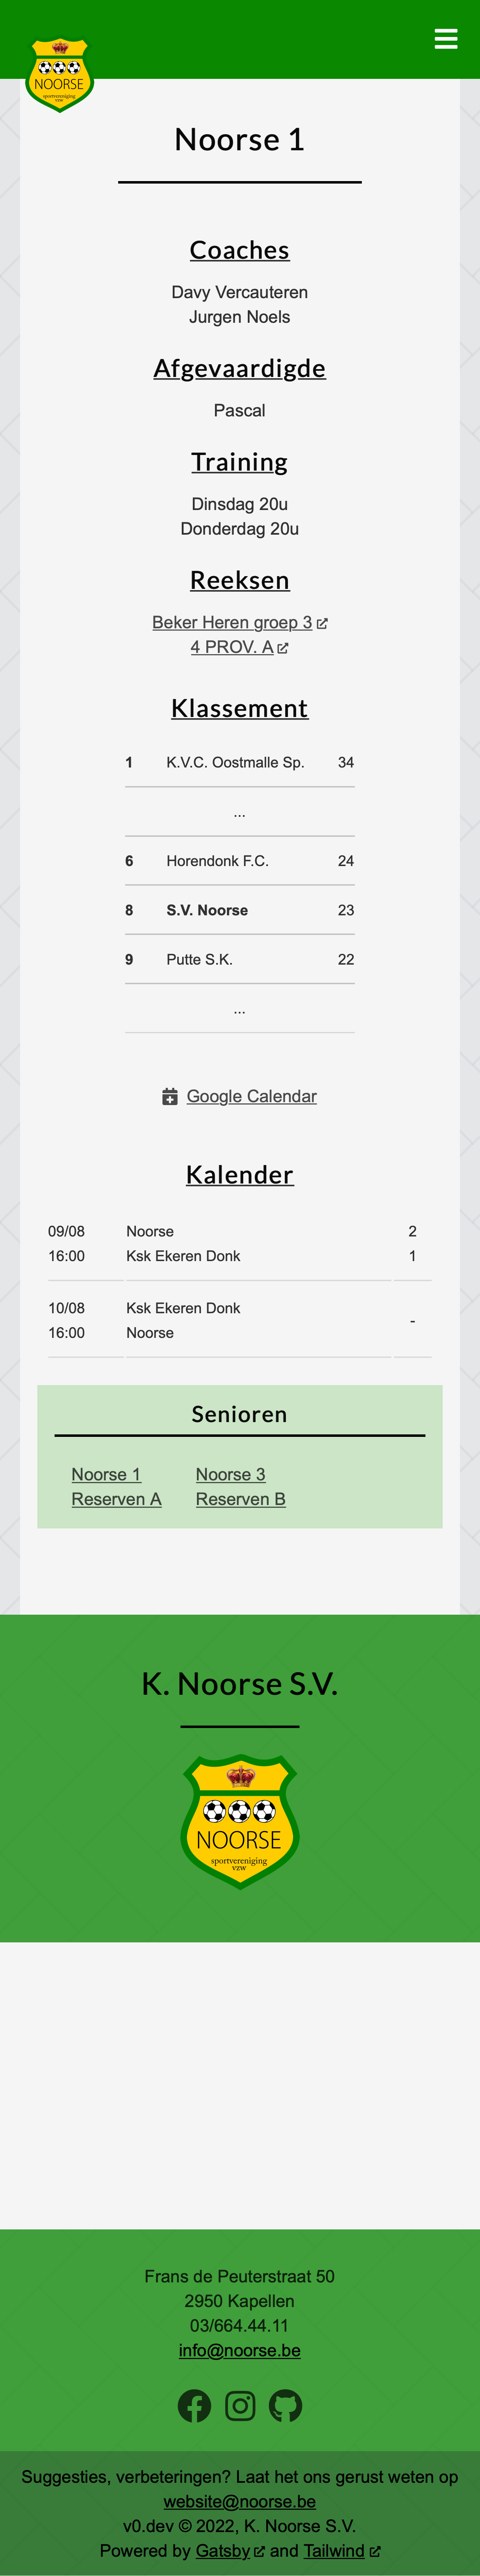 NOORSE
sportvereniging
vzw
Noorse 1
Coaches
Davy Vercauteren
Jurgen Noels
Afgevaardigde
Pascal
Training
Dinsdag 20u
Donderdag 20u
Reeksen
Beker Heren groep 3
4 PROV. A
Klassement
1 K.V.C. Oostmalle Sp. 34
...
6 Horendonk F.C. 24
8 S.V. Noorse 23
9 Putte S.K. 22
...
Google Calendar
Kalender
09/08 Noorse 2
16:00 Ksk Ekeren Donk 1
10/08 Ksk Ekeren Donk
-
16:00 Noorse
Senioren
Noorse 1 Noorse 3
Reserven A Reserven B
K. Noorse S.V.
NOORSE
sportvereniging
vzw
Frans de Peuterstraat 50
2950 Kapellen
03/664.44.11
info@noorse.be
Suggesties, verbeteringen? Laat het ons gerust weten op
website@noorse.be
v0.dev © 2022, K. Noorse S.V.
Powered by Gatsby and Tailwind